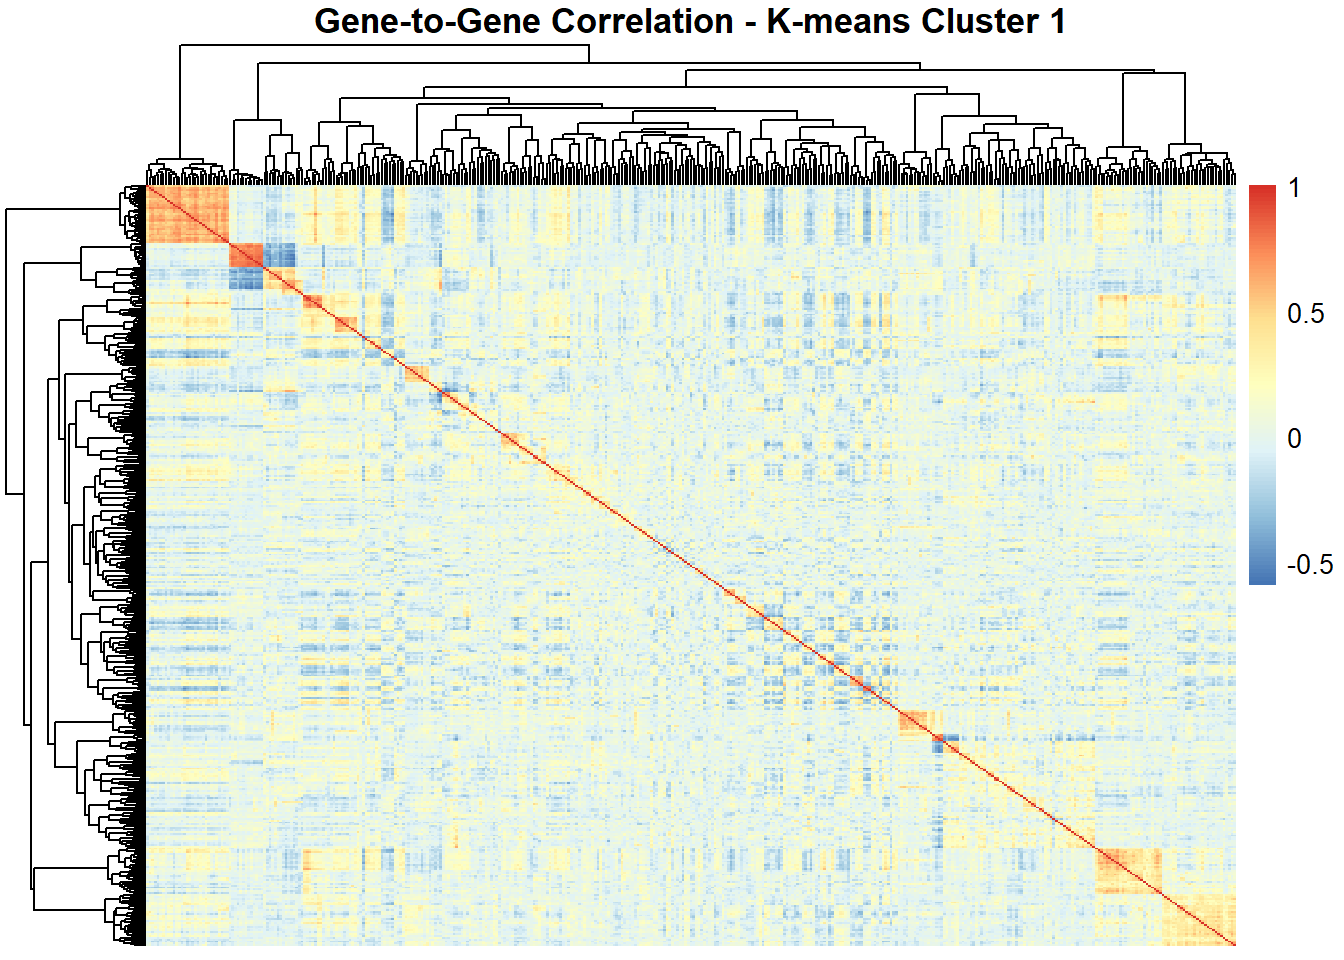 Gene-to-Gene Correlation - K-means Cluster 1
1
0.5
0
-0.5